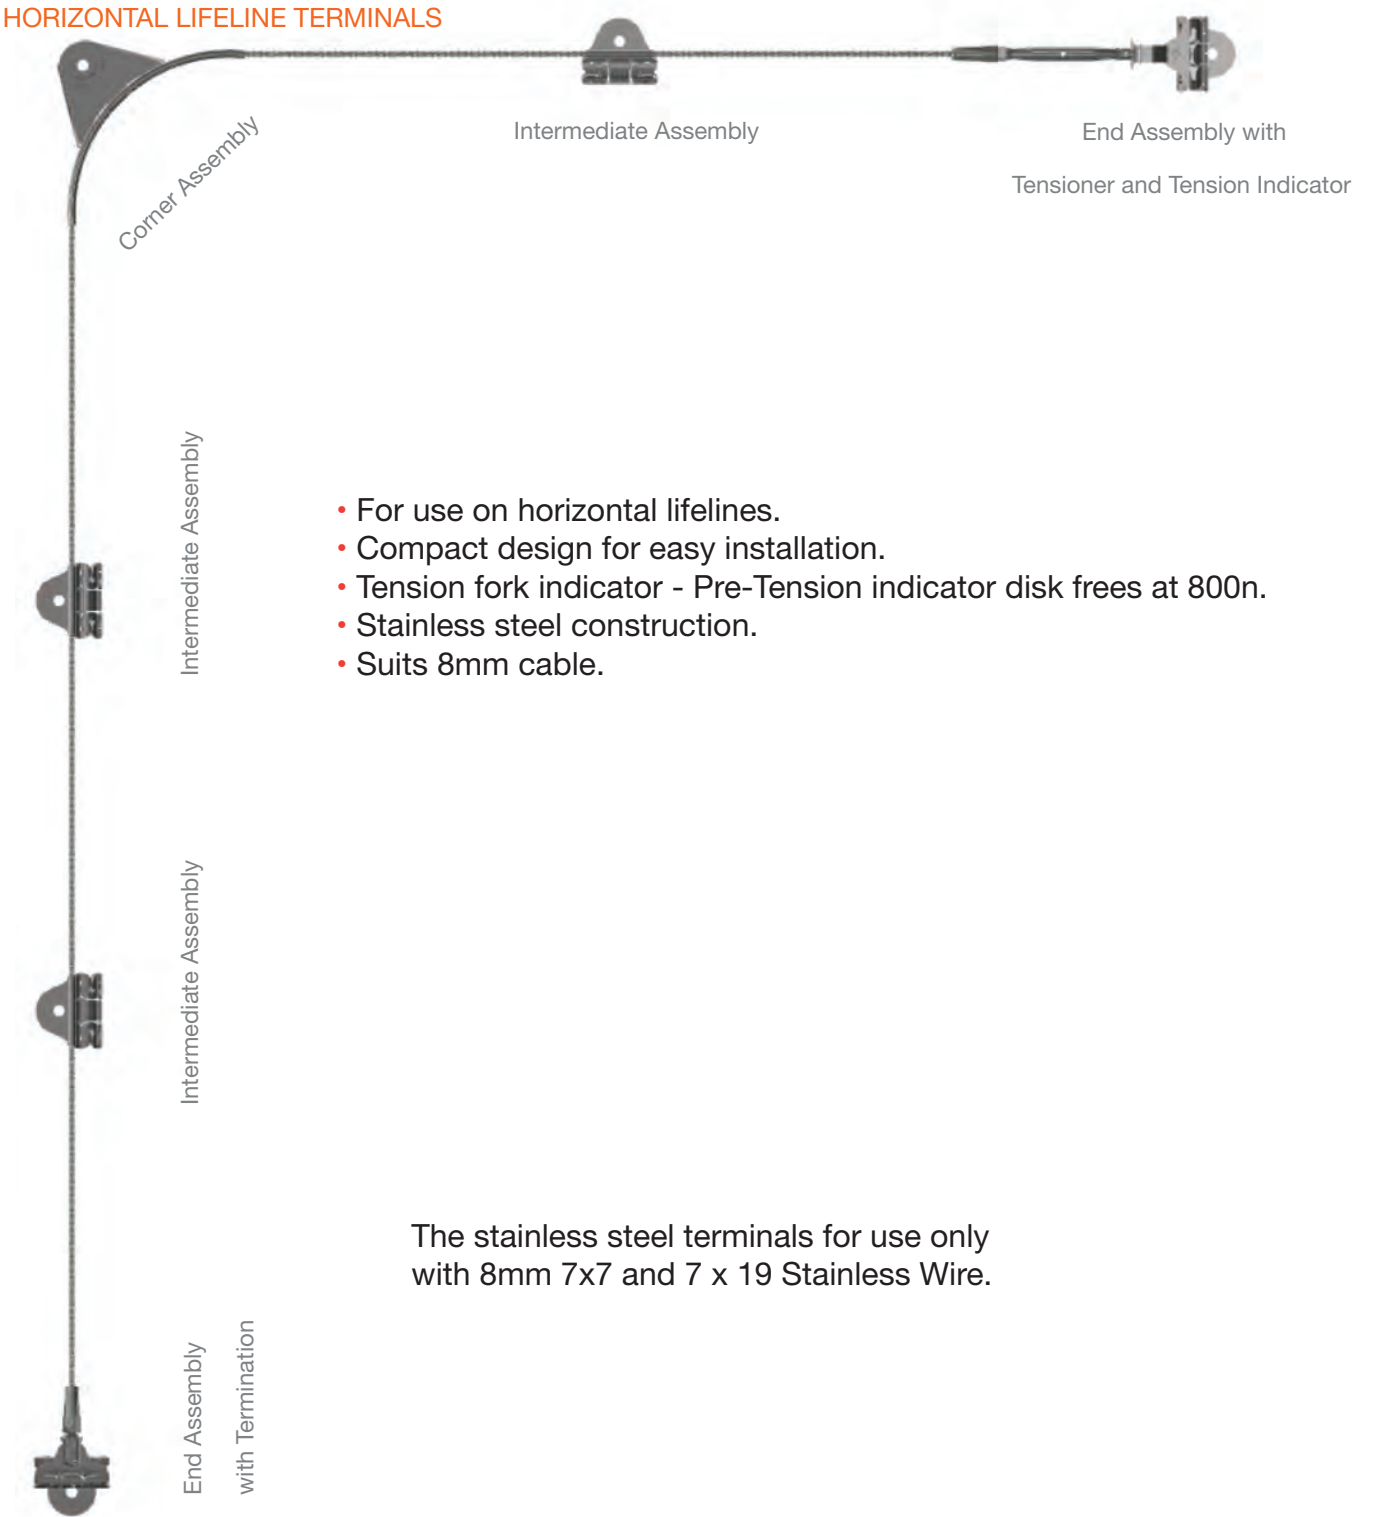 HORIZONTAL LIFELINE TERMINALS
Intermediate Assembly
End Assembly with
Tensioner and Tension Indicator
Corner Assembly
Intermediate Assembly
• For use on horizontal lifelines.
• Compact design for easy installation.
• Tension fork indicator - Pre-Tension indicator disk frees at 800n.
• Stainless steel construction.
• Suits 8mm cable.
Intermediate Assembly
The stainless steel terminals for use only
with 8mm 7x7 and 7 x 19 Stainless Wire.
End Assembly
with Termination